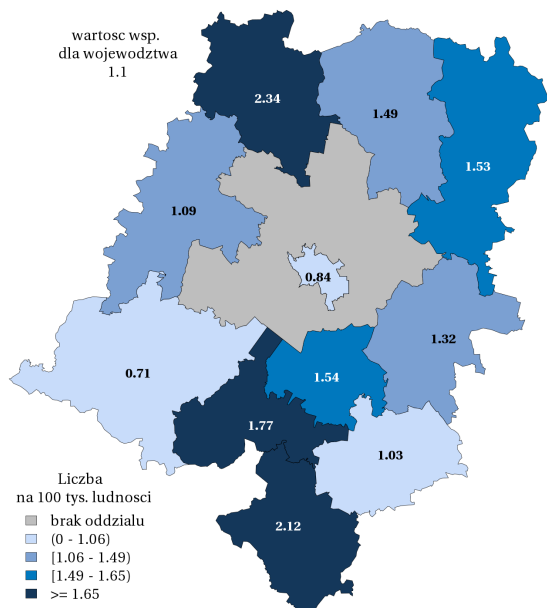 wartosc wsp.
dla wojewodztwa
1.1
2.34
1.49
1.53
1.09
0.84
1.32
0.71
1.54
1.77
1.03
2.12
Liczba
na 100 tys. ludnosci
brak oddzialu
(0 - 1.06)
[1.06 - 1.49)
[1.49 - 1.65)
>= 1.65